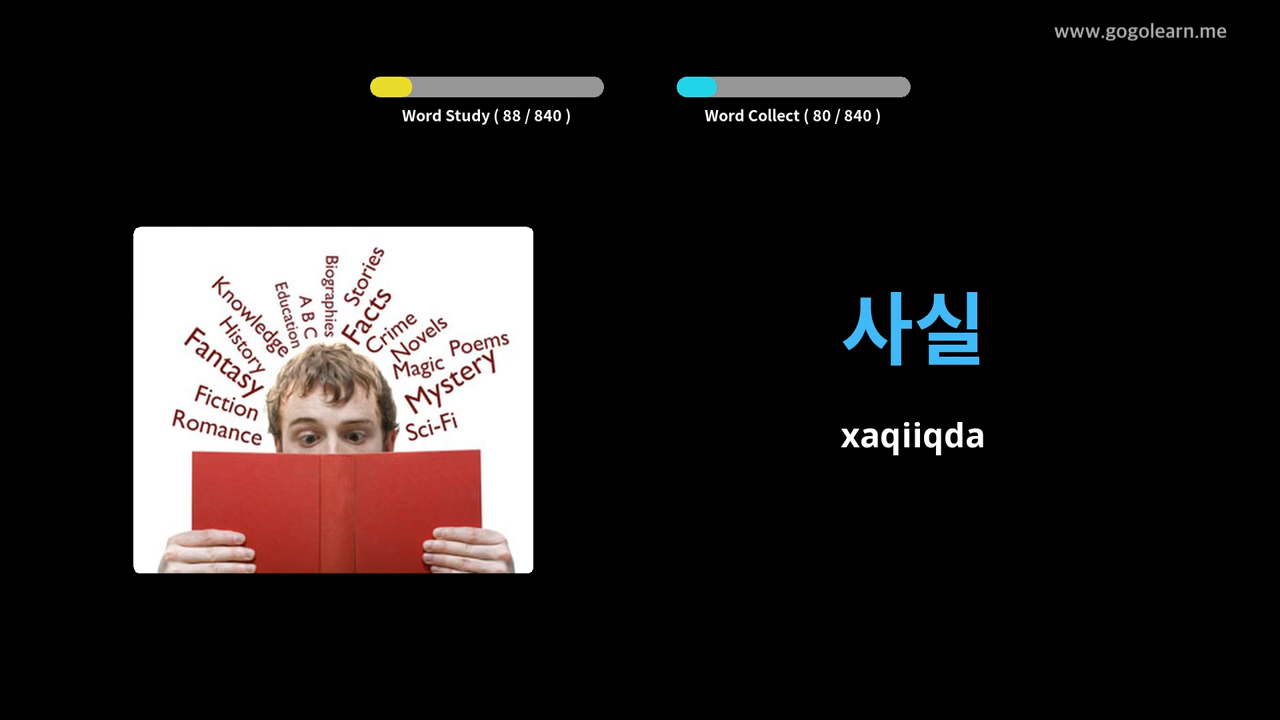 www.gogolearn.me
Word Study ( 88 / 840 )
Word Collect ( 80 / 840 )
Knowledge
History
Fantasy
Fiction
Romance
Education
A B C
Biographies
Stories
Facts
Crime
Novels
Magic
Poems
Mystery
Sci-Fi
사실
xaqiiqda